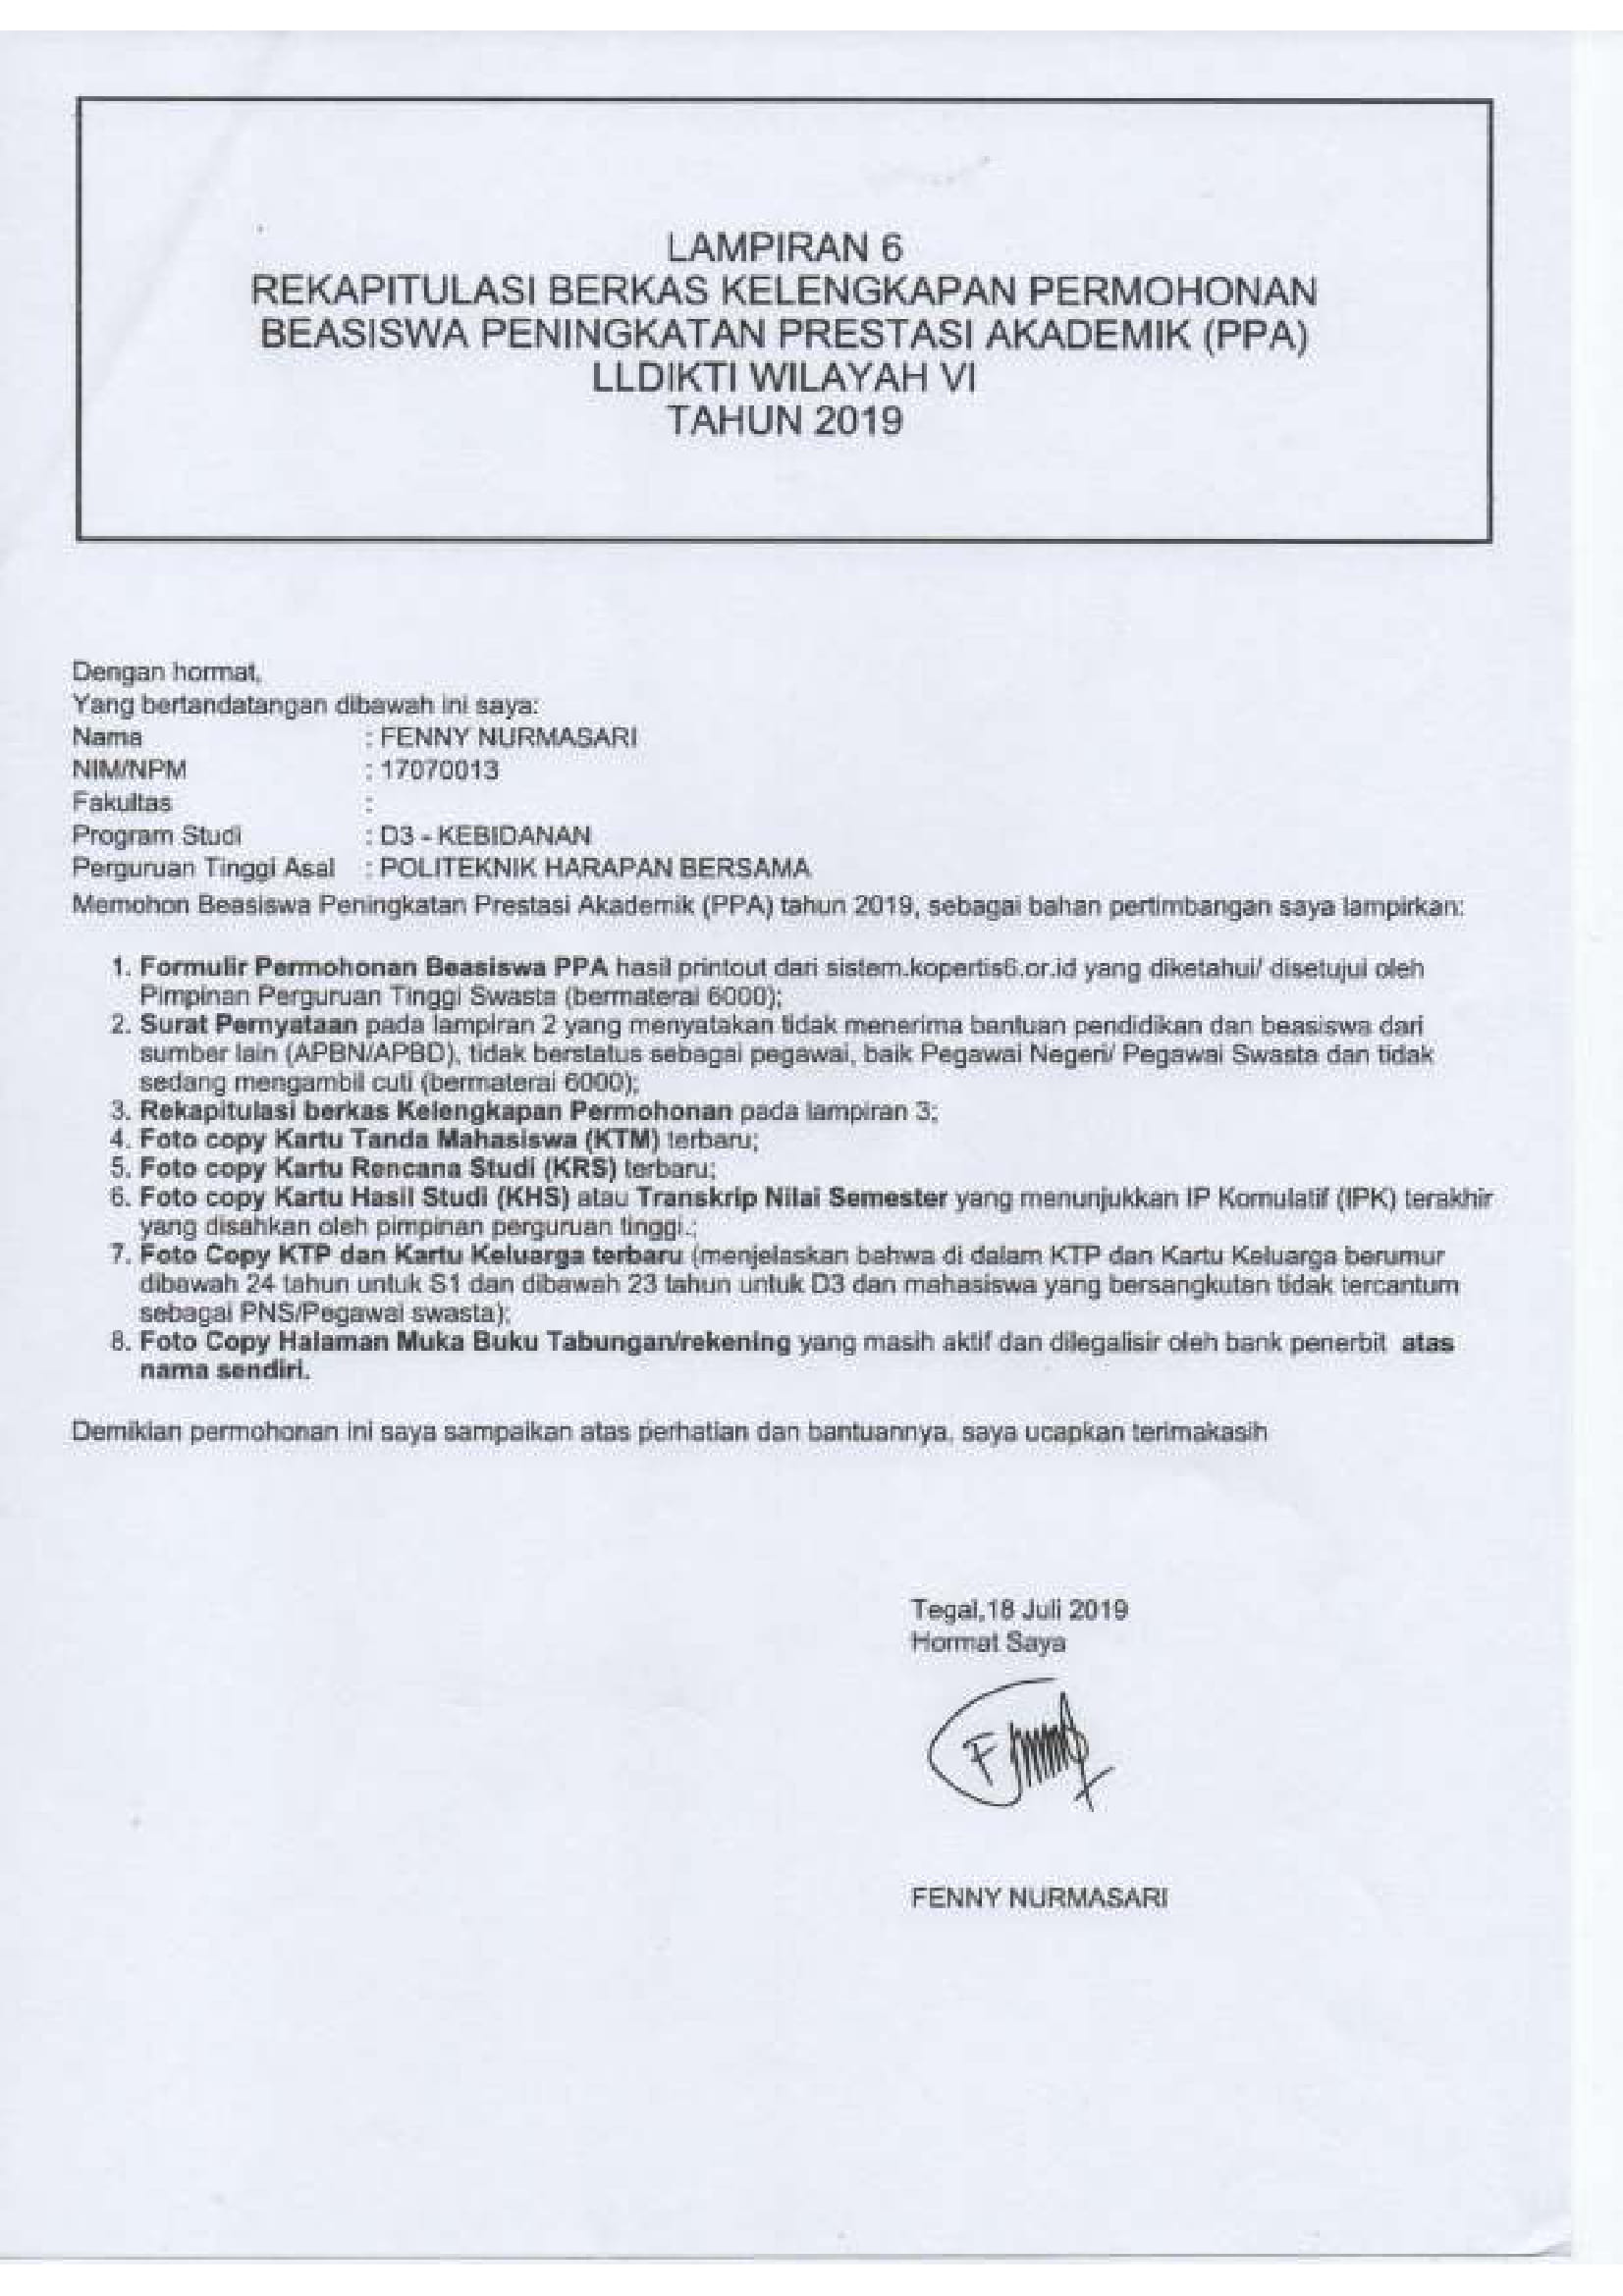 LAMPIRAN 6
REKAPITULASI BERKAS KELENGKAPAN PERMOHONAN
BEASISWA PENINGKATAN PRESTASI AKADEMIK (PPA)
LLDIKTI WILAYAH VI
TAHUN 2019
Dengan hormat,
Yang bertandatangan dibawah ini saya:
Nama : FENNY NURMASARI
NIM/NPM : 17070013
Fakultas :
Program Studi : D3 - KEBIDANAN
Perguruan Tinggi Asal : POLITEKNIK HARAPAN BERSAMA
Memohon Beasiswa Peningkatan Prestasi Akademik (PPA) tahun 2019, sebagai bahan pertimbangan saya lampirkan:
1. Formulir Permohonan Beasiswa PPA hasil printout dari sistem.kopertis6.or.id yang diketahui/ disetujui oleh
Pimpinan Perguruan Tinggi Swasta (bermaterai 6000);
2. Surat Pernyataan pada lampiran 2 yang menyatakan tidak menerima bantuan pendidikan dan beasiswa dari
sumber lain (APBN/APBD), tidak berstatus sebagai pegawai, baik Pegawai Negeri/ Pegawai Swasta dan tidak
sedang mengambil cuti (bermaterai 6000);
3. Rekapitulasi berkas Kelengkapan Permohonan pada lampiran 3;
4. Foto copy Kartu Tanda Mahasiswa (KTM) terbaru;
5. Foto copy Kartu Rencana Studi (KRS) terbaru;
6. Foto copy Kartu Hasil Studi (KHS) atau Transkrip Nilai Semester yang menunjukkan IP Komulatif (IPK) terakhir
yang disahkan oleh pimpinan perguruan tinggi.;
7. Foto Copy KTP dan Kartu Keluarga terbaru (menjelaskan bahwa di dalam KTP dan Kartu Keluarga berumur
dibawah 24 tahun untuk S1 dan dibawah 23 tahun untuk D3 dan mahasiswa yang bersangkutan tidak tercantum
sebagai PNS/Pegawai swasta);
8. Foto Copy Halaman Muka Buku Tabungan/rekening yang masih aktif dan dilegalisir oleh bank penerbit atas
nama sendiri.
Demikian permohonan ini saya sampaikan atas perhatian dan bantuannya, saya ucapkan terimakasih
Tegal,18 Juli 2019
Hormat Saya
FENNY NURMASARI